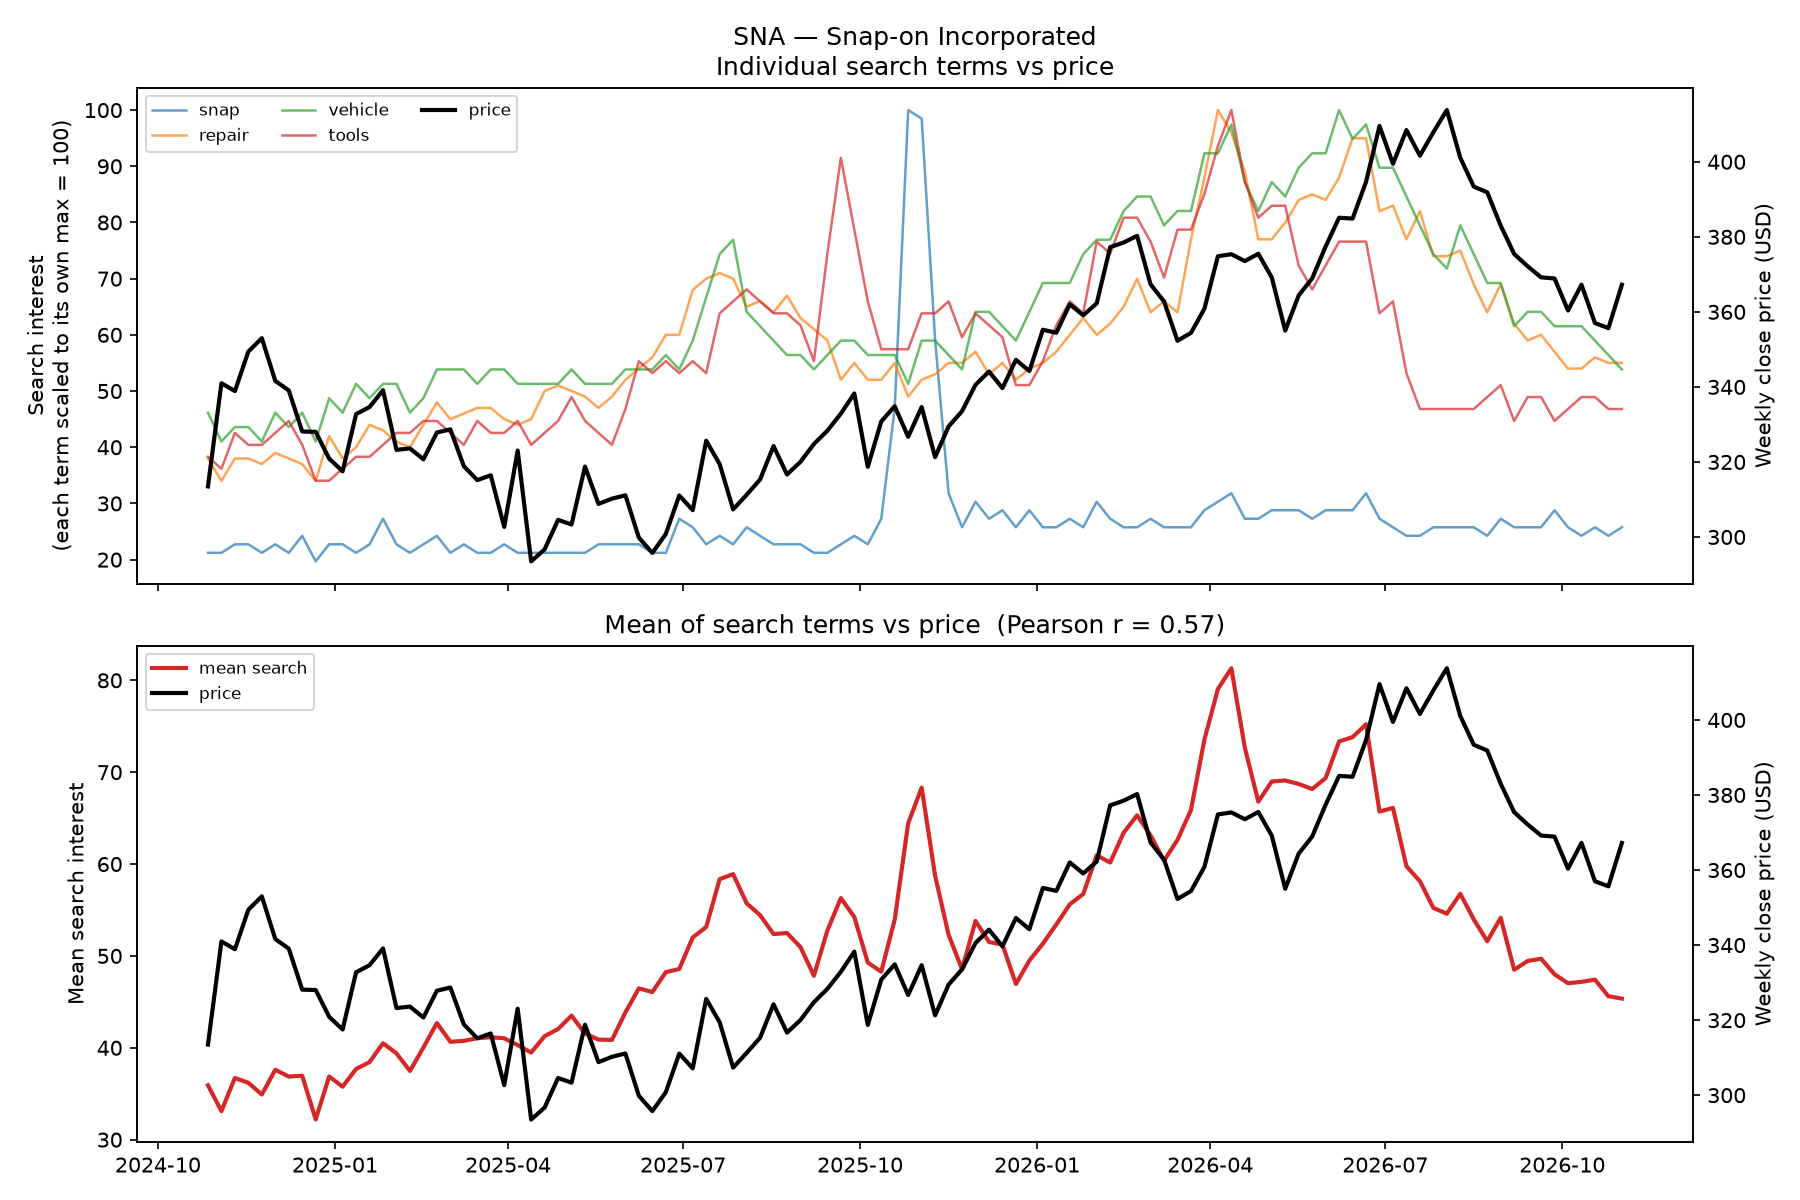 SNA — Snap-on Incorporated
Individual search terms vs price
snap
repair
vehicle
tools
price
Search interest
(each term scaled to its own max = 100)
100
90
80
70
60
50
40
30
20
400
380
360
340
320
300
Weekly close price (USD)
Mean of search terms vs price (Pearson r = 0.57)
mean search
price
Mean search interest
80
70
60
50
40
30
400
380
360
340
320
300
Weekly close price (USD)
2024-10
2025-01
2025-04
2025-07
2025-10
2026-01
2026-04
2026-07
2026-10